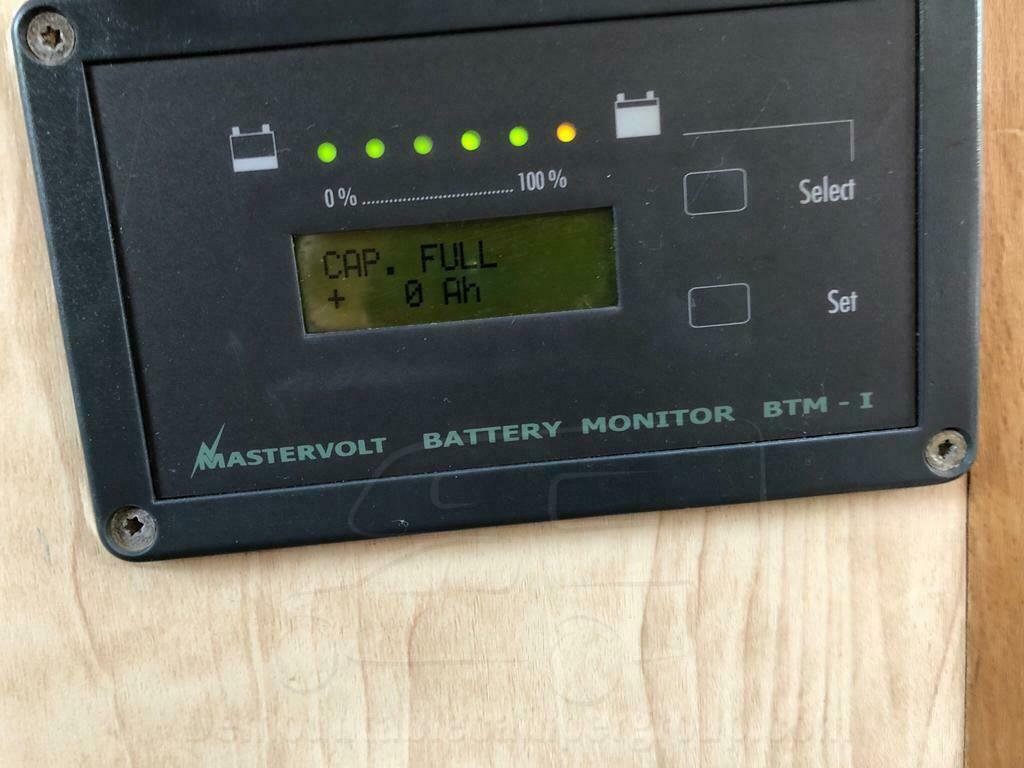 0% ........................ 100%
Select
CAP. FULL
+ 0 Ah
Set
MASTERVOLT BATTERY MONITOR BTM - I